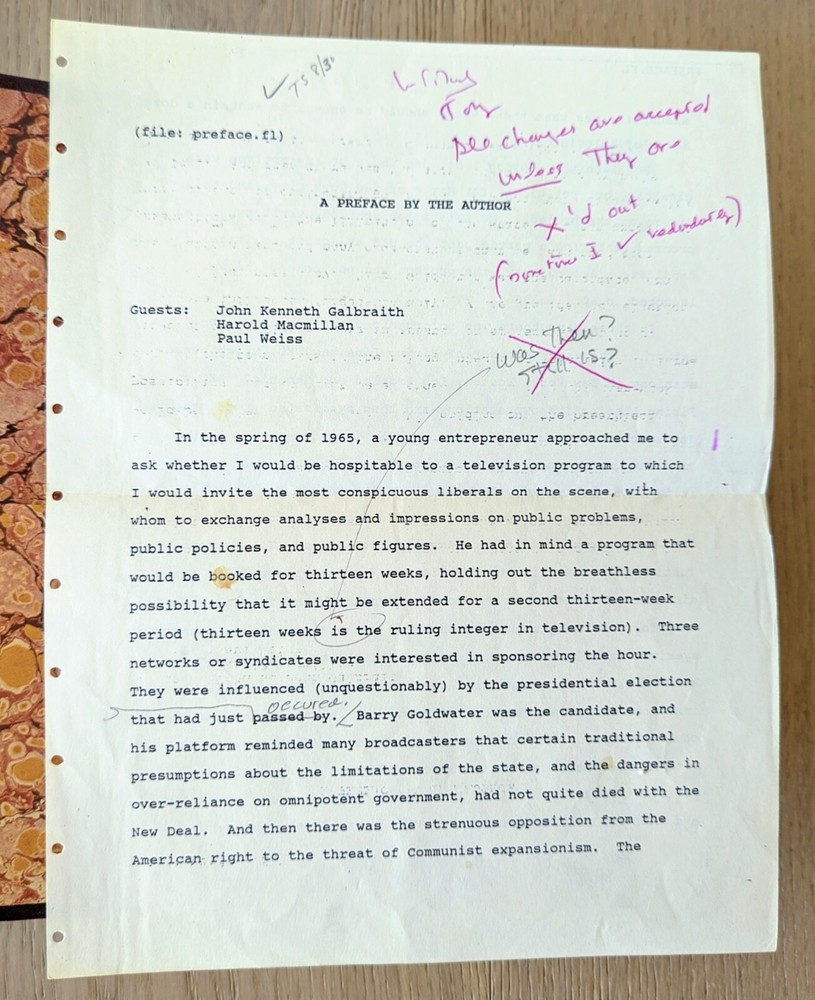 ✓ TS 8/30
Tony
(file: preface.fl)
All changes are accepted
unless They are
A PREFACE BY THE AUTHOR
X'd out
(sometimes I ✓ redundantly)
Guests: John Kenneth Galbraith
Harold Macmillan
Paul Weiss
was then?
still is?
In the spring of 1965, a young entrepreneur approached me to
ask whether I would be hospitable to a television program to which
I would invite the most conspicuous liberals on the scene, with
whom to exchange analyses and impressions on public problems,
public policies, and public figures. He had in mind a program that
would be booked for thirteen weeks, holding out the breathless
possibility that it might be extended for a second thirteen-week
period (thirteen weeks is the ruling integer in television). Three
networks or syndicates were interested in sponsoring the hour.
They were influenced (unquestionably) by the presidential election
occured.
that had just passed by. Barry Goldwater was the candidate, and
his platform reminded many broadcasters that certain traditional
presumptions about the limitations of the state, and the dangers in
over-reliance on omnipotent government, had not quite died with the
New Deal. And then there was the strenuous opposition from the
American right to the threat of Communist expansionism. The